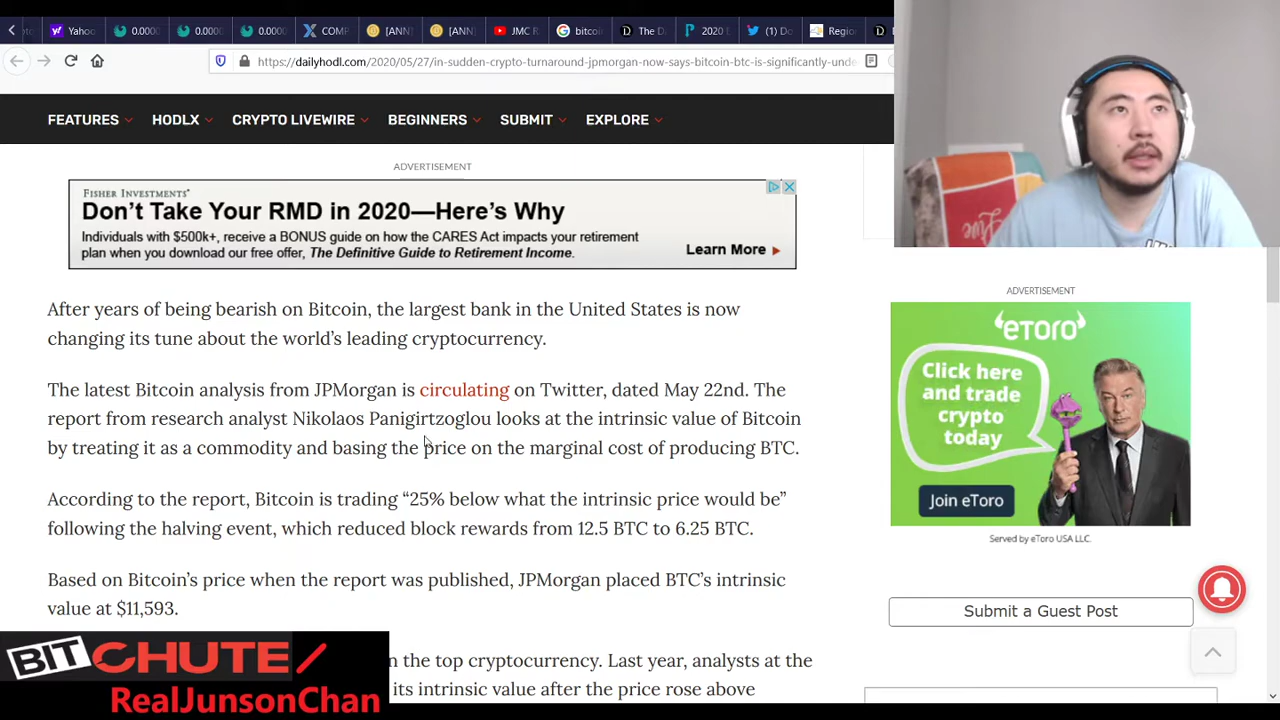 Yahoo
0.0000
0.0000
0.0000
COMP
[ANN]
[ANN]
JMC R
bitcoi
The D
2020 E
(1) Do
Region
D
https://www.dailyhodl.com/2020/05/27/in-sudden-crypto-turnaround-jpmorgan-now-says-bitcoin-btc-is-significantly-unde
FEATURES
HODLX
CRYPTO LIVEWIRE
BEGINNERS
SUBMIT
EXPLORE
ADVERTISEMENT
FISHER INVESTMENTS
Don't Take Your RMD in 2020—Here's Why
Individuals with $500k+, receive a BONUS guide on how the CARES Act impacts your retirement
plan when you download our free offer, The Definitive Guide to Retirement Income.
Learn More
After years of being bearish on Bitcoin, the largest bank in the United States is now
changing its tune about the world's leading cryptocurrency.
The latest Bitcoin analysis from JPMorgan is circulating on Twitter, dated May 22nd. The
report from research analyst Nikolaos Panigirtzoglou looks at the intrinsic value of Bitcoin
by treating it as a commodity and basing the price on the marginal cost of producing BTC.
According to the report, Bitcoin is trading “25% below what the intrinsic price would be”
following the halving event, which reduced block rewards from 12.5 BTC to 6.25 BTC.
Based on Bitcoin's price when the report was published, JPMorgan placed BTC's intrinsic
value at $11,593.
n the top cryptocurrency. Last year, analysts at the
its intrinsic value after the price rose above
ADVERTISEMENT
eToro
Click here
and trade
crypto
today
Join eToro
Served by eToro USA LLC.
Submit a Guest Post
BITCHUTE/
RealJunsonChan